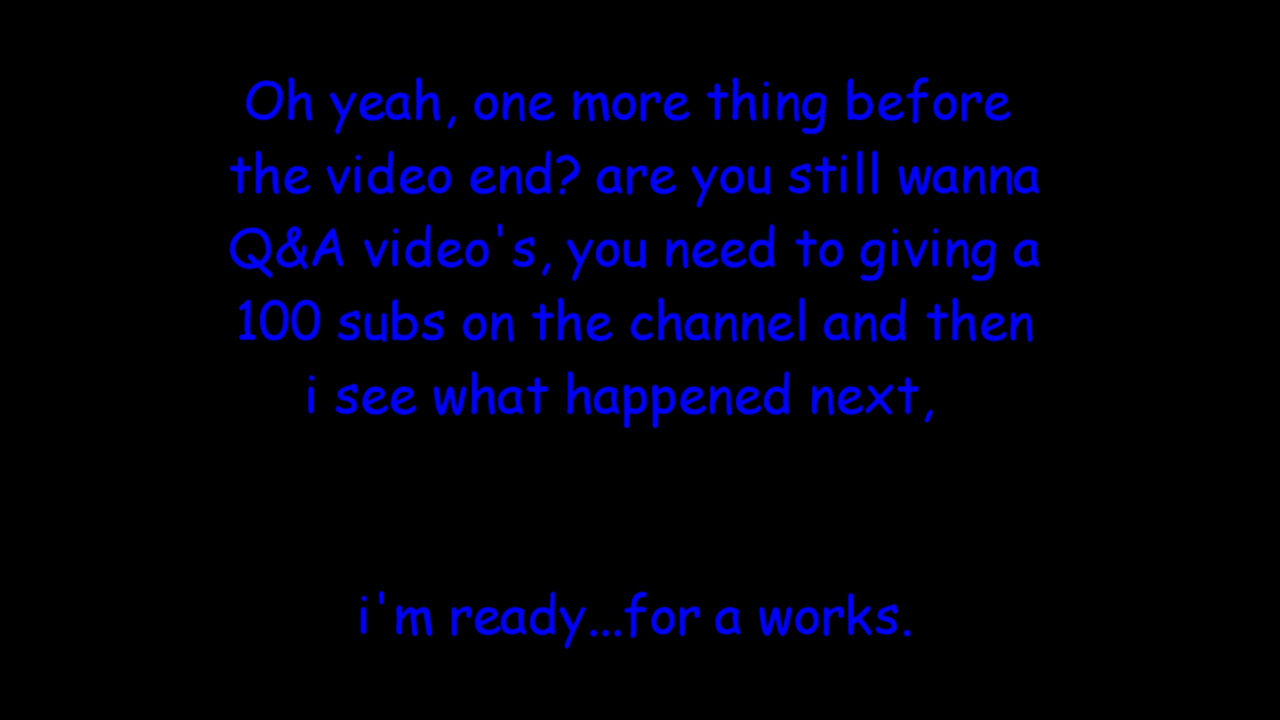 Oh yeah, one more thing before
the video end? are you still wanna
Q&A video's, you need to giving a
100 subs on the channel and then
i see what happened next,
i'm ready...for a works.